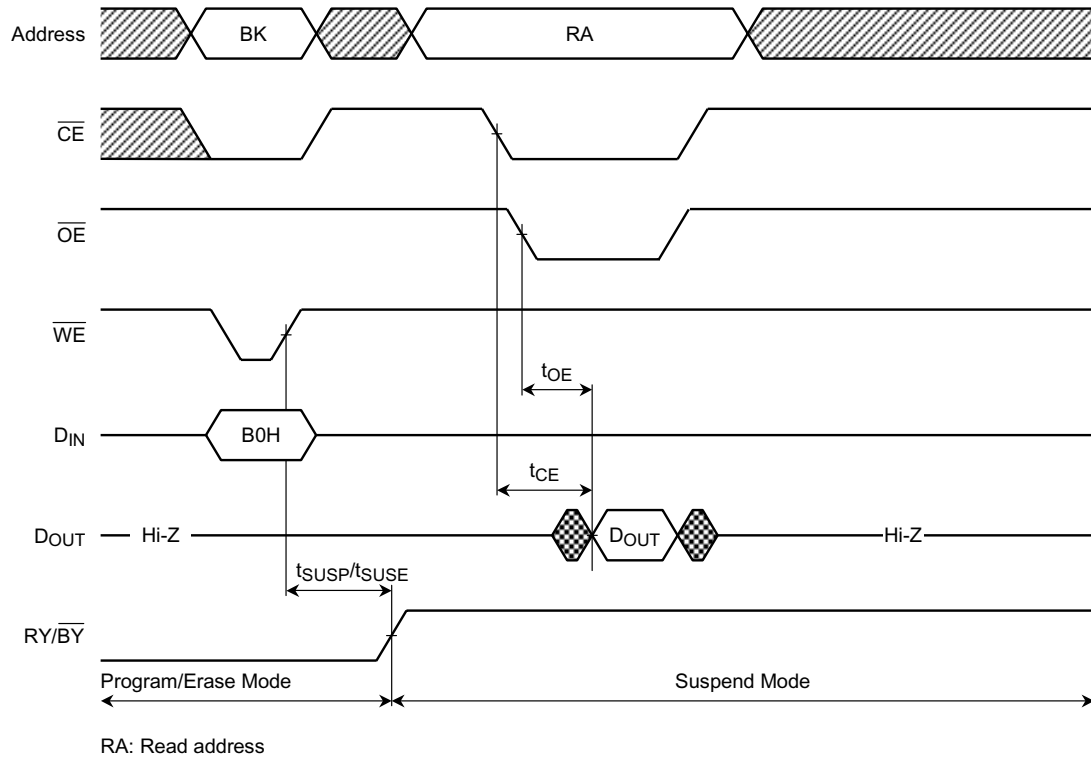 Address BK RA
CE
OE
WE
tOE
DIN B0H
tCE
DOUT Hi-Z DOUT Hi-Z
tSUSP/tSUSE
RY/BY
Program/Erase Mode Suspend Mode
RA: Read address